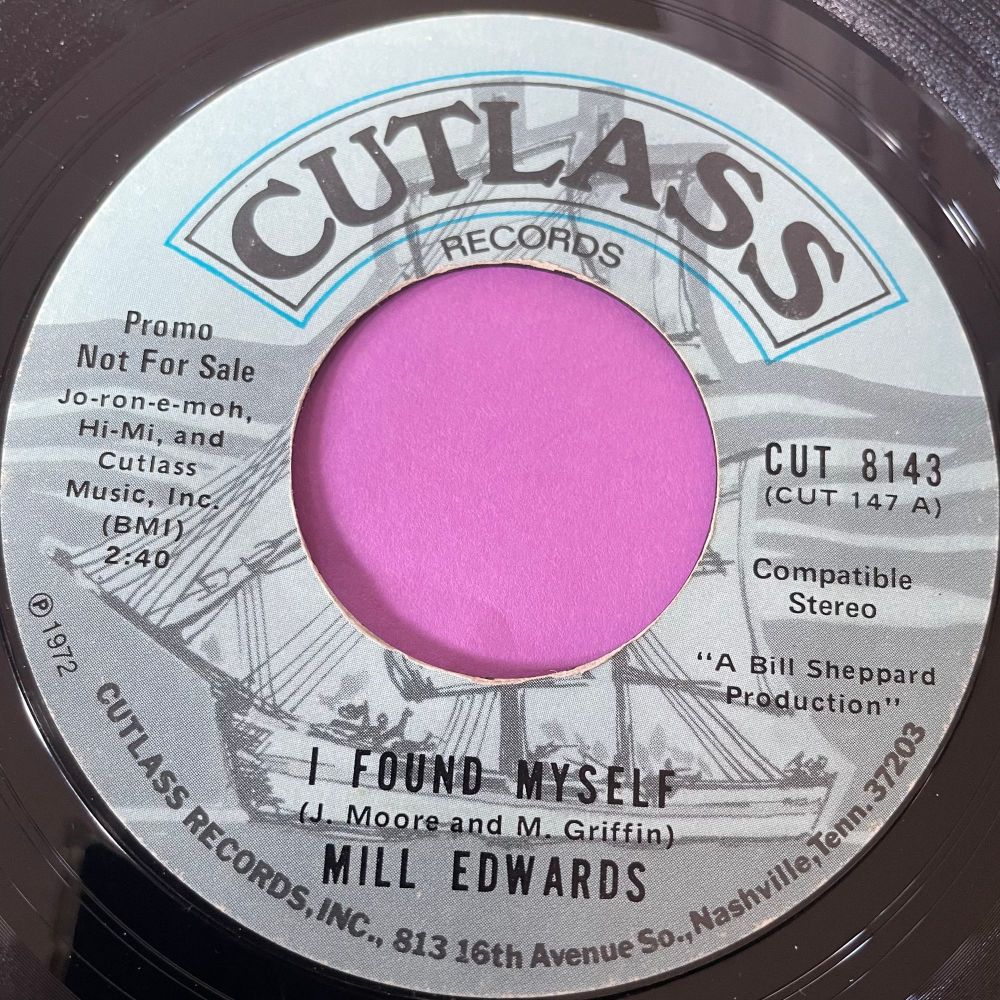 CUTLASS
RECORDS
Promo
Not For Sale
Jo-ron-e-moh,
Hi-Mi, and
Cutlass
Music, Inc.
(BMI)
2:40
℗ 1972
CUT 8143
(CUT 147 A)
Compatible
Stereo
"A Bill Sheppard
Production"
I FOUND MYSELF
(J. Moore and M. Griffin)
MILL EDWARDS
CUTLASS RECORDS, INC., 813 16th Avenue So., Nashville, Tenn. 37203